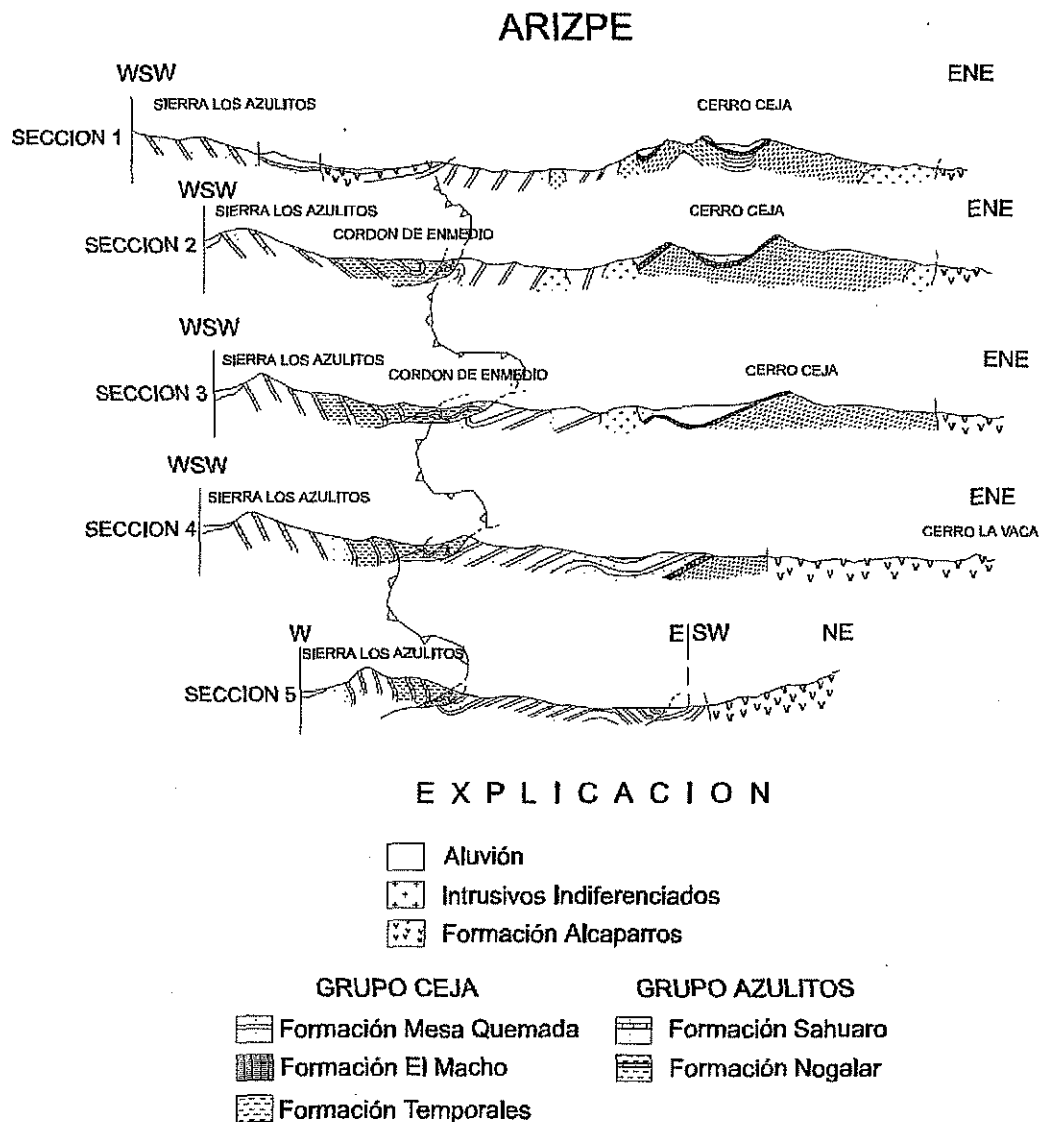 ARIZPE
WSW ENE
SIERRA LOS AZULITOS CERRO CEJA
SECCION 1
WSW ENE
SIERRA LOS AZULITOS CERRO CEJA
CORDON DE ENMEDIO
SECCION 2
WSW ENE
SIERRA LOS AZULITOS CORDON DE ENMEDIO CERRO CEJA
SECCION 3
WSW ENE
SIERRA LOS AZULITOS
SECCION 4 CERRO LA VACA
W E SW NE
SIERRA LOS AZULITOS
SECCION 5
EXPLICACION
Aluvión
Intrusivos Indiferenciados
Formación Alcaparros
GRUPO CEJA GRUPO AZULITOS
Formación Mesa Quemada Formación Sahuaro
Formación El Macho Formación Nogalar
Formación Temporales